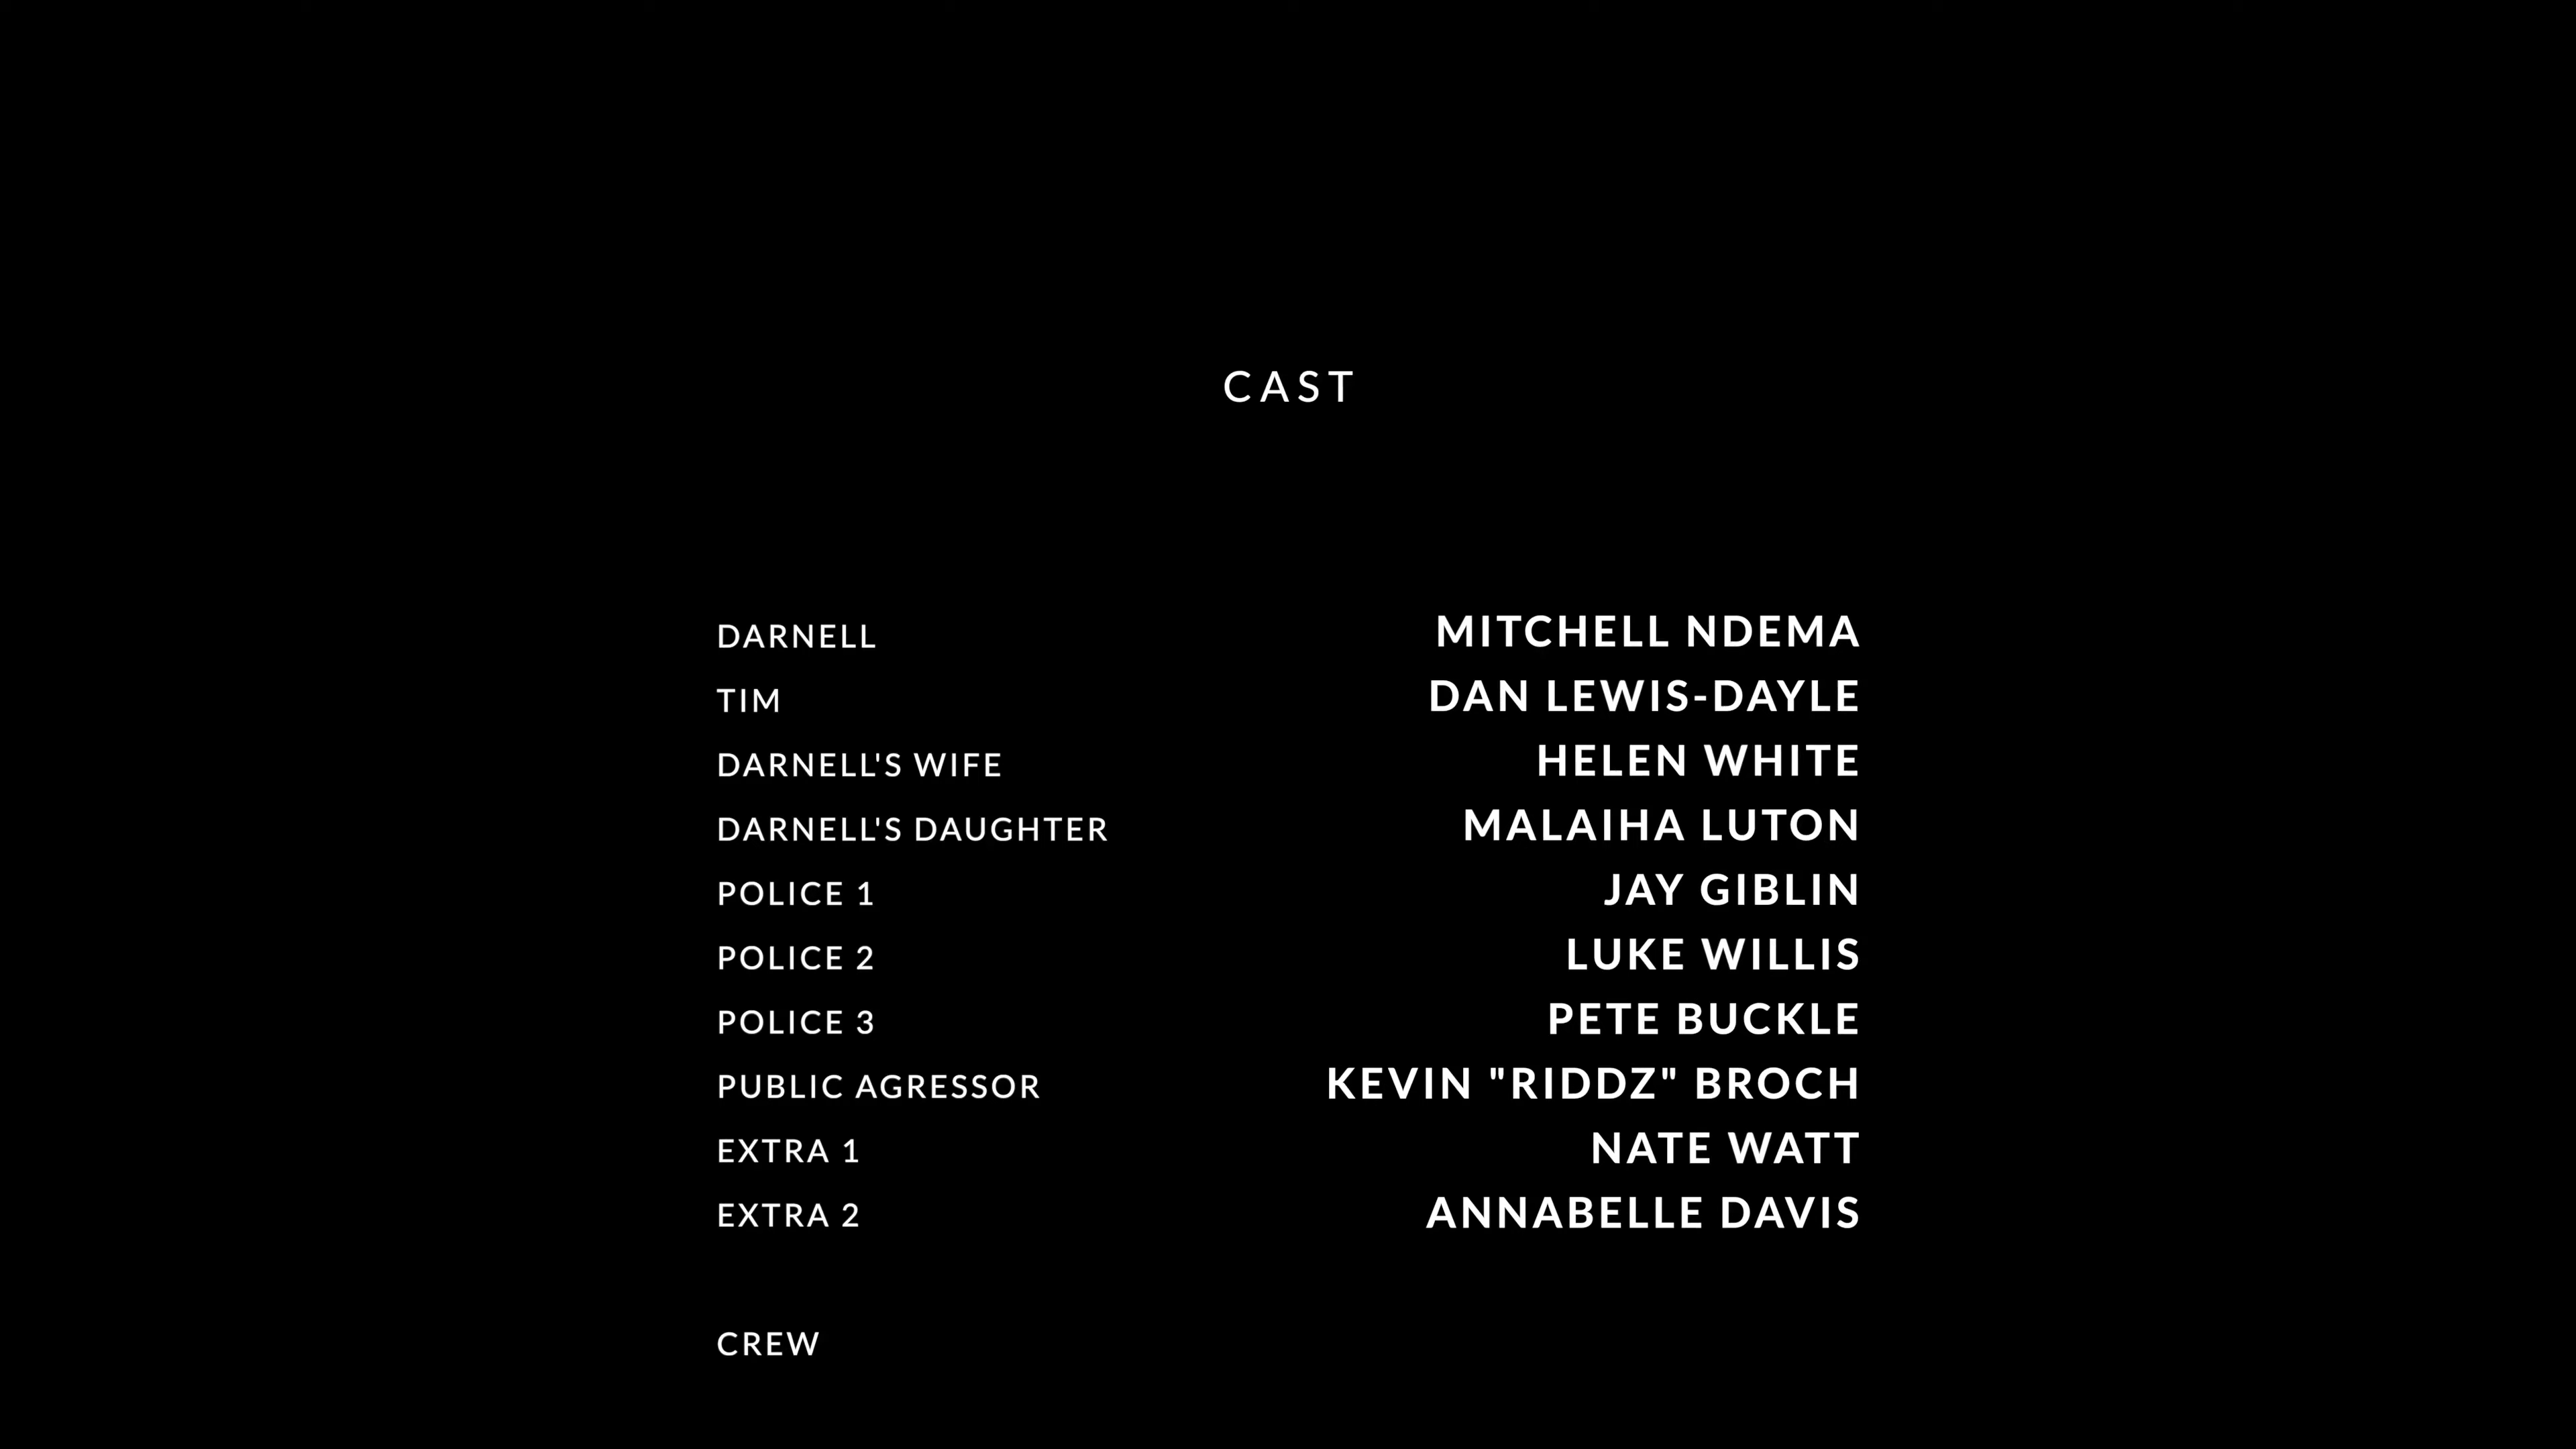 CAST
DARNELL MITCHELL NDEMA
TIM DAN LEWIS-DAYLE
DARNELL'S WIFE HELEN WHITE
DARNELL'S DAUGHTER MALAIHA LUTON
POLICE 1 JAY GIBLIN
POLICE 2 LUKE WILLIS
POLICE 3 PETE BUCKLE
PUBLIC AGRESSOR KEVIN "RIDDZ" BROCH
EXTRA 1 NATE WATT
EXTRA 2 ANNABELLE DAVIS
CREW